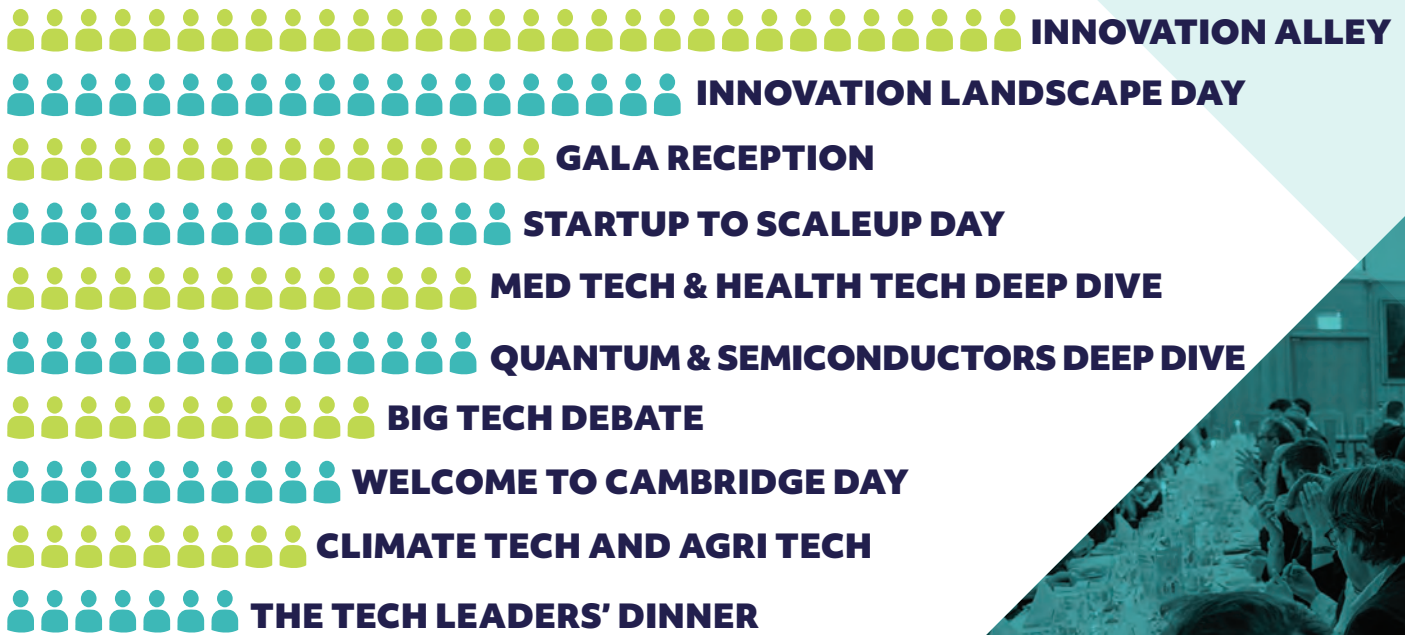 INNOVATION ALLEY
INNOVATION LANDSCAPE DAY
GALA RECEPTION
STARTUP TO SCALEUP DAY
MED TECH & HEALTH TECH DEEP DIVE
QUANTUM & SEMICONDUCTORS DEEP DIVE
BIG TECH DEBATE
WELCOME TO CAMBRIDGE DAY
CLIMATE TECH AND AGRI TECH
THE TECH LEADERS’ DINNER